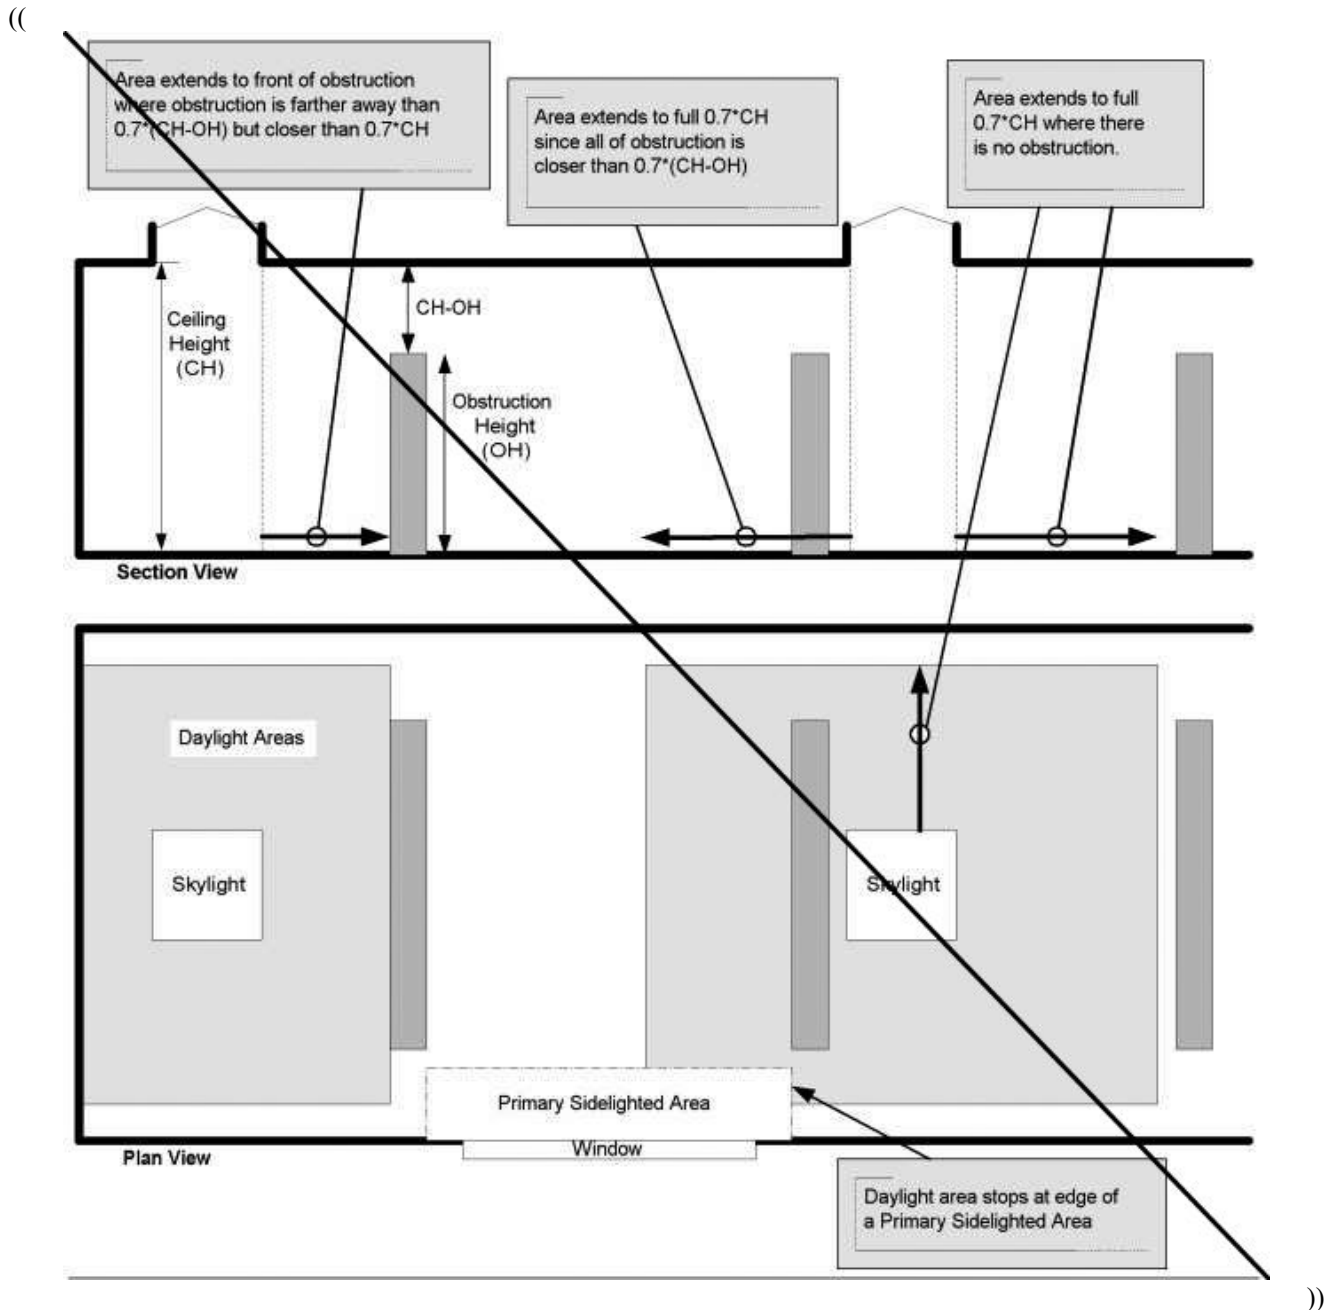 ((
Area extends to front of obstruction
where obstruction is farther away than
0.7*(CH-OH) but closer than 0.7*CH
Area extends to full 0.7*CH
since all of obstruction is
closer than 0.7*(CH-OH)
Area extends to full
0.7*CH where there
is no obstruction.
Ceiling
Height
(CH)
CH-OH
Obstruction
Height
(OH)
Section View
Daylight Areas
Skylight
Skylight
Primary Sidelighted Area
Window
Plan View
Daylight area stops at edge of
a Primary Sidelighted Area
))